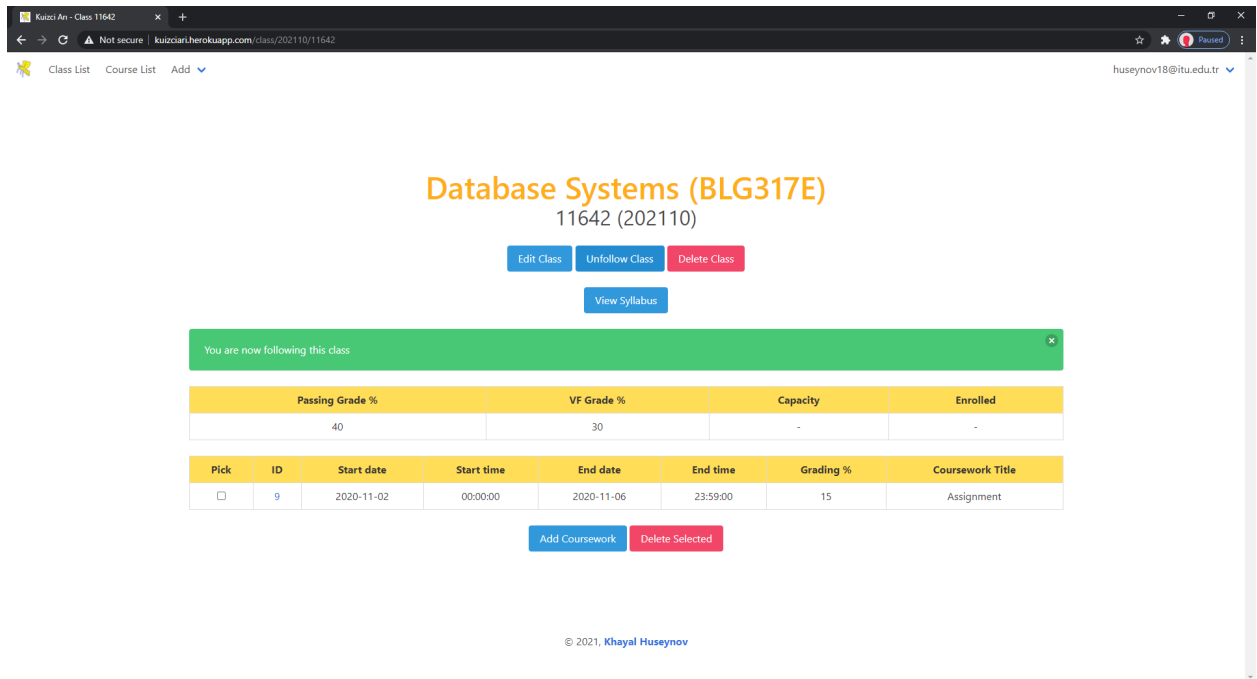 Kuizci Arı - Class 11642
Not secure kuizciari.herokuapp.com/class/202110/11642 Paused
Class List Course List Add huseynov18@itu.edu.tr
Database Systems (BLG317E)
11642 (202110)
Edit Class Unfollow Class Delete Class
View Syllabus
You are now following this class
Passing Grade % VF Grade % Capacity Enrolled
40 30 - -
Pick ID Start date Start time End date End time Grading % Coursework Title
9 2020-11-02 00:00:00 2020-11-06 23:59:00 15 Assignment
Add Coursework Delete Selected
© 2021, Khayal Huseynov